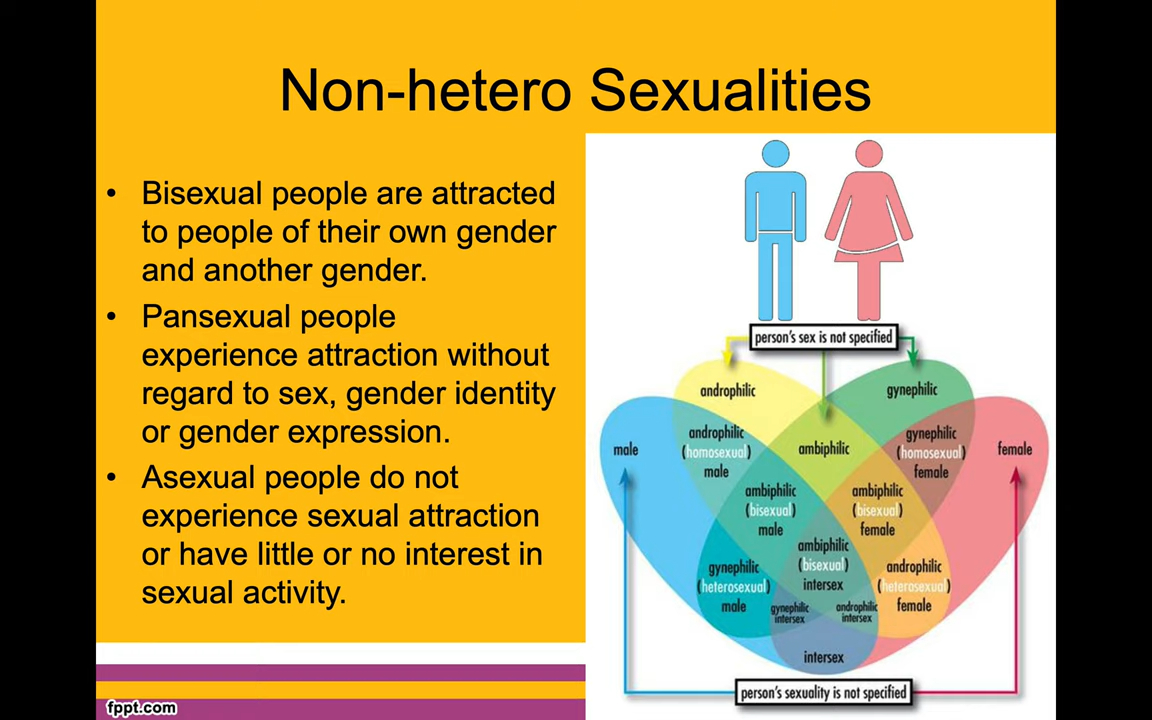 Non-hetero Sexualities
• Bisexual people are attracted
to people of their own gender
and another gender.
• Pansexual people
experience attraction without
regard to sex, gender identity
or gender expression.
• Asexual people do not
experience sexual attraction
or have little or no interest in
sexual activity.
person's sex is not specified
androphilic
gynephilic
male
androphilic
(homosexual)
male
ambiphilic
gynephilic
(homosexual)
female
female
ambiphilic
(bisexual)
male
ambiphilic
(bisexual)
female
ambiphilic
(bisexual)
intersex
gynephilic
(heterosexual)
male
androphilic
(heterosexual)
female
gynephilic
intersex
androphilic
intersex
intersex
person's sexuality is not specified
fppt.com